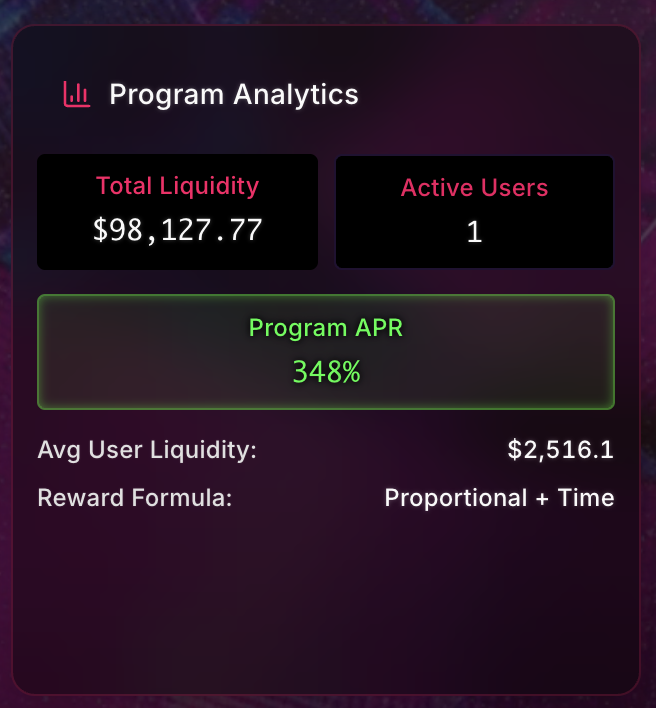 Program Analytics
Total Liquidity
$98,127.77
Active Users
1
Program APR
348%
Avg User Liquidity: $2,516.1
Reward Formula: Proportional + Time